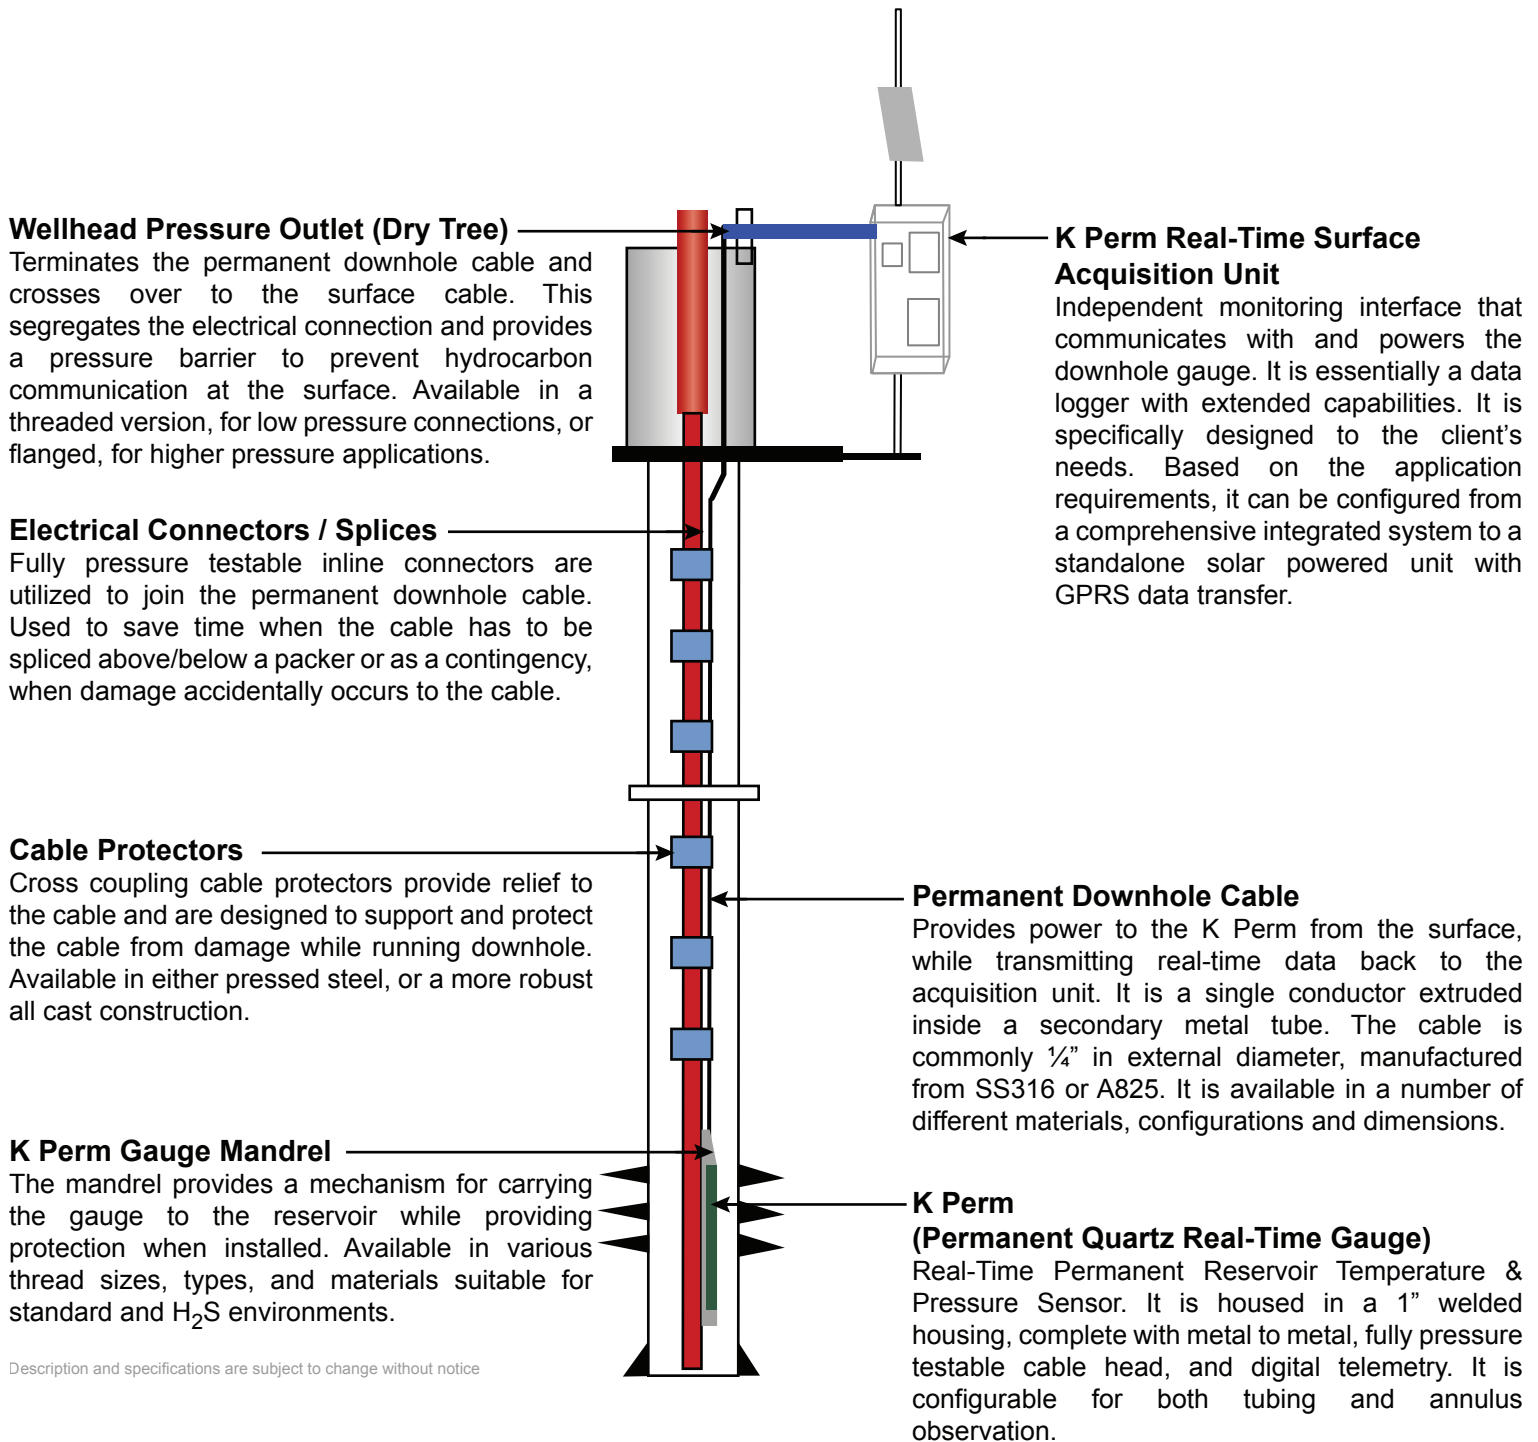 Wellhead Pressure Outlet (Dry Tree)
Terminates the permanent downhole cable and
crosses over to the surface cable. This
segregates the electrical connection and provides
a pressure barrier to prevent hydrocarbon
communication at the surface. Available in a
threaded version, for low pressure connections, or
flanged, for higher pressure applications.
Electrical Connectors / Splices
Fully pressure testable inline connectors are
utilized to join the permanent downhole cable.
Used to save time when the cable has to be
spliced above/below a packer or as a contingency,
when damage accidentally occurs to the cable.
Cable Protectors
Cross coupling cable protectors provide relief to
the cable and are designed to support and protect
the cable from damage while running downhole.
Available in either pressed steel, or a more robust
all cast construction.
K Perm Gauge Mandrel
The mandrel provides a mechanism for carrying
the gauge to the reservoir while providing
protection when installed. Available in various
thread sizes, types, and materials suitable for
standard and H₂S environments.
Description and specifications are subject to change without notice
K Perm Real-Time Surface
Acquisition Unit
Independent monitoring interface that
communicates with and powers the
downhole gauge. It is essentially a data
logger with extended capabilities. It is
specifically designed to the client’s
needs. Based on the application
requirements, it can be configured from
a comprehensive integrated system to a
standalone solar powered unit with
GPRS data transfer.
Permanent Downhole Cable
Provides power to the K Perm from the surface,
while transmitting real-time data back to the
acquisition unit. It is a single conductor extruded
inside a secondary metal tube. The cable is
commonly ¼” in external diameter, manufactured
from SS316 or A825. It is available in a number of
different materials, configurations and dimensions.
K Perm
(Permanent Quartz Real-Time Gauge)
Real-Time Permanent Reservoir Temperature &
Pressure Sensor. It is housed in a 1” welded
housing, complete with metal to metal, fully pressure
testable cable head, and digital telemetry. It is
configurable for both tubing and annulus
observation.